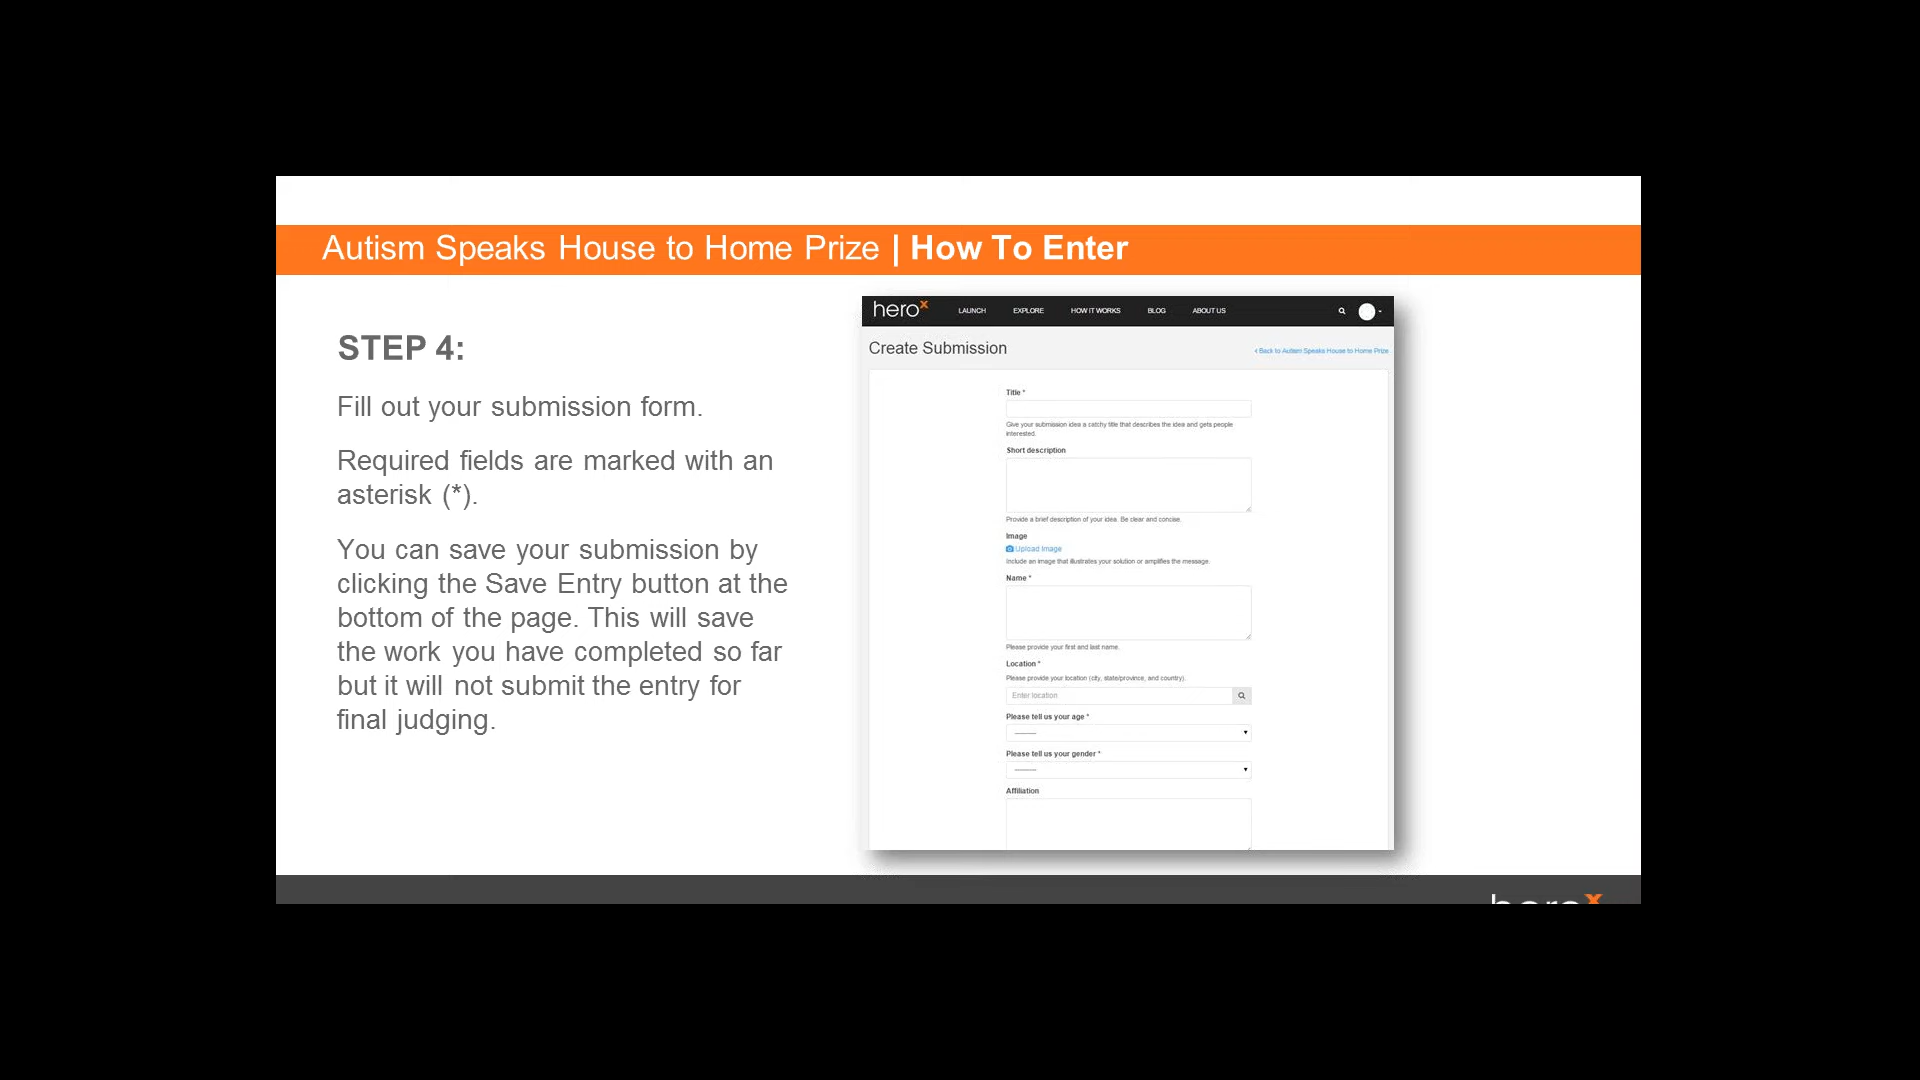 Autism Speaks House to Home Prize | How To Enter
STEP 4:
Fill out your submission form.
Required fields are marked with an
asterisk (*).
You can save your submission by
clicking the Save Entry button at the
bottom of the page. This will save
the work you have completed so far
but it will not submit the entry for
final judging.
herox LAUNCH EXPLORE HOW IT WORKS BLOG ABOUT US
Create Submission
‹ Back to Autism Speaks House to Home Prize
Title *
Give your submission idea a catchy title that describes the idea and gets people
interested.
Short description
Provide a brief description of your idea. Be clear and concise.
Image
Upload Image
Include an image that illustrates your solution or amplifies the message.
Name *
Please provide your first and last name.
Location *
Please provide your location (city, state/province, and country).
Enter location
Please tell us your age *
---------
Please tell us your gender *
---------
Affiliation
herox